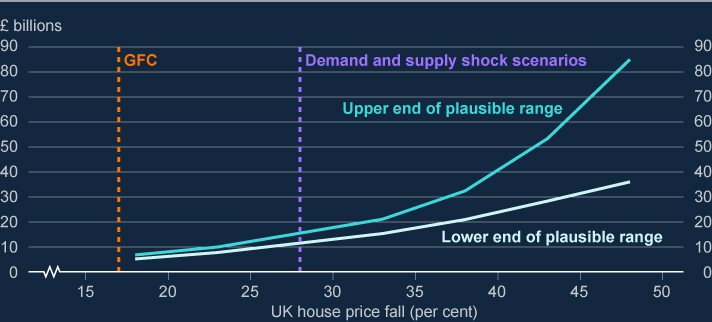 £ billions
90 90
GFC Demand and supply shock scenarios
80 80
70 70
Upper end of plausible range
60 60
50 50
40 40
30 30
20 20
Lower end of plausible range
10 10
0 0
15 20 25 30 35 40 45 50
UK house price fall (per cent)